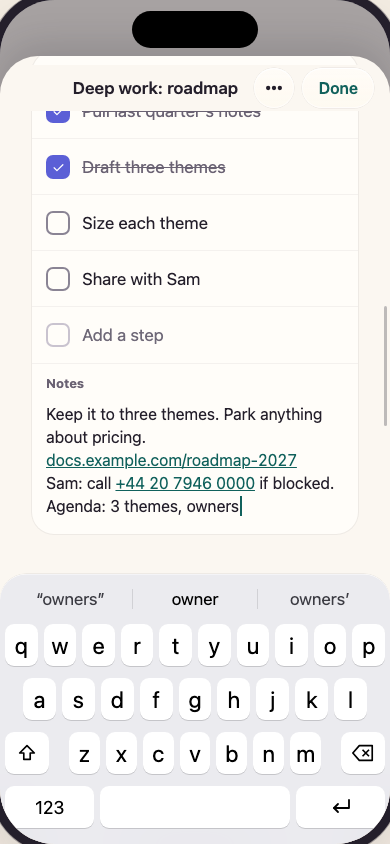 Deep work: roadmap
Done
Pull last quarter's notes
Draft three themes
Size each theme
Share with Sam
Add a step
Notes
Keep it to three themes. Park anything
about pricing.
docs.example.com/roadmap-2027
Sam: call +44 20 7946 0000 if blocked.
Agenda: 3 themes, owners
“owners” owner owners’
q w e r t y u i o p
a s d f g h j k l
z x c v b n m
123